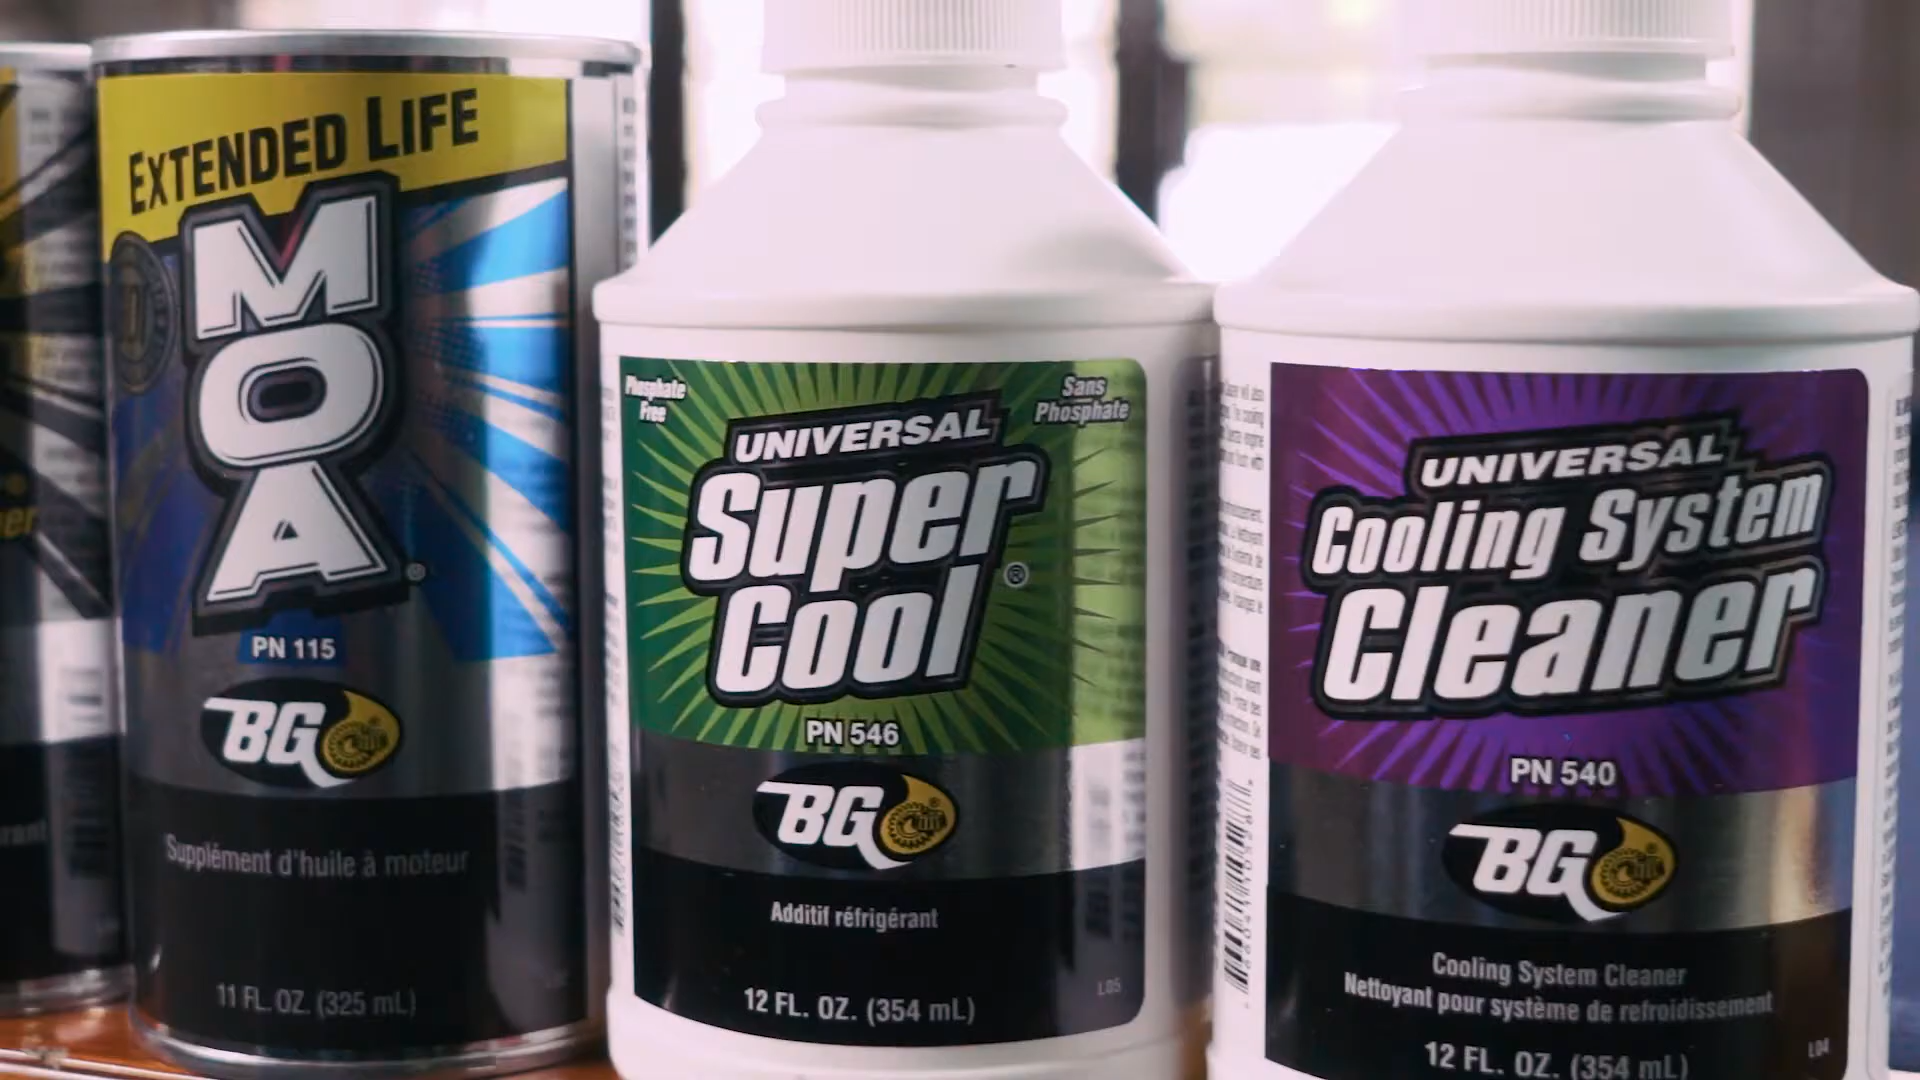 EXTENDED LIFE
MOA®
PN 115
BG
Supplément d'huile à moteur
11 FL. OZ. (325 mL)
Phosphate
Free
Sans
Phosphate
UNIVERSAL
Super
Cool®
PN 546
BG®
Additif réfrigérant
12 FL. OZ. (354 mL)
L05
UNIVERSAL
Cooling System
Cleaner
PN 540
BG®
Cooling System Cleaner
Nettoyant pour système de refroidissement
12 FL. OZ. (354 mL)
L04